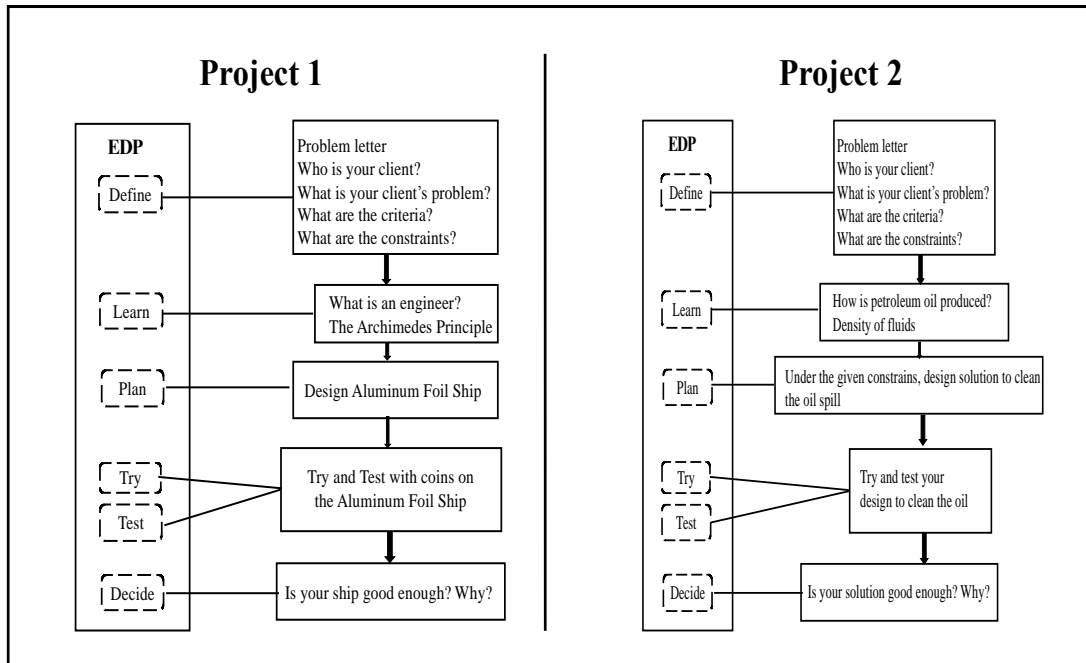 Project 1
EDP
Define
Problem letter
Who is your client?
What is your client's problem?
What are the criteria?
What are the constraints?
Learn
What is an engineer?
The Archimedes Principle
Plan
Design Aluminum Foil Ship
Try
Test
Try and Test with coins on
the Aluminum Foil Ship
Decide
Is your ship good enough? Why?
Project 2
EDP
Define
Problem letter
Who is your client?
What is your client's problem?
What are the criteria?
What are the constraints?
Learn
How is petroleum oil produced?
Density of fluids
Plan
Under the given constrains, design solution to clean
the oil spill
Try
Test
Try and test your
design to clean the oil
Decide
Is your solution good enough? Why?